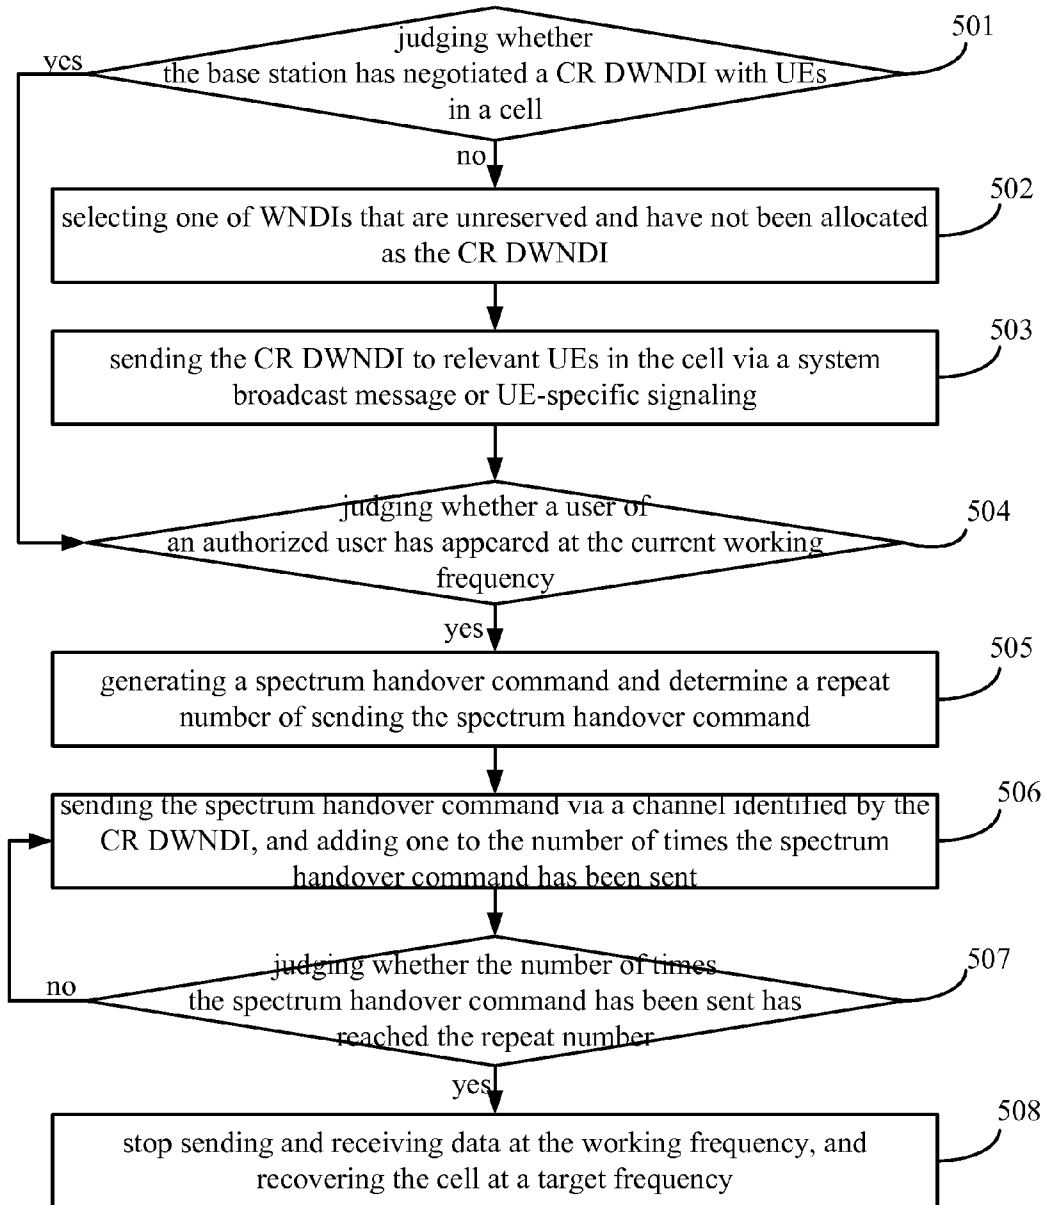 judging whether
501
yes
the base station has negotiated a CR DWNDI with UEs
in a cell
no
502
selecting one of WNDIs that are unreserved and have not been allocated
as the CR DWNDI
503
sending the CR DWNDI to relevant UEs in the cell via a system
broadcast message or UE-specific signaling
judging whether a user of
504
an authorized user has appeared at the current working
frequency
yes
505
generating a spectrum handover command and determine a repeat
number of sending the spectrum handover command
506
sending the spectrum handover command via a channel identified by the
CR DWNDI, and adding one to the number of times the spectrum
handover command has been sent
507
judging whether the number of times
no
the spectrum handover command has been sent has
reached the repeat number
yes
508
stop sending and receiving data at the working frequency, and
recovering the cell at a target frequency